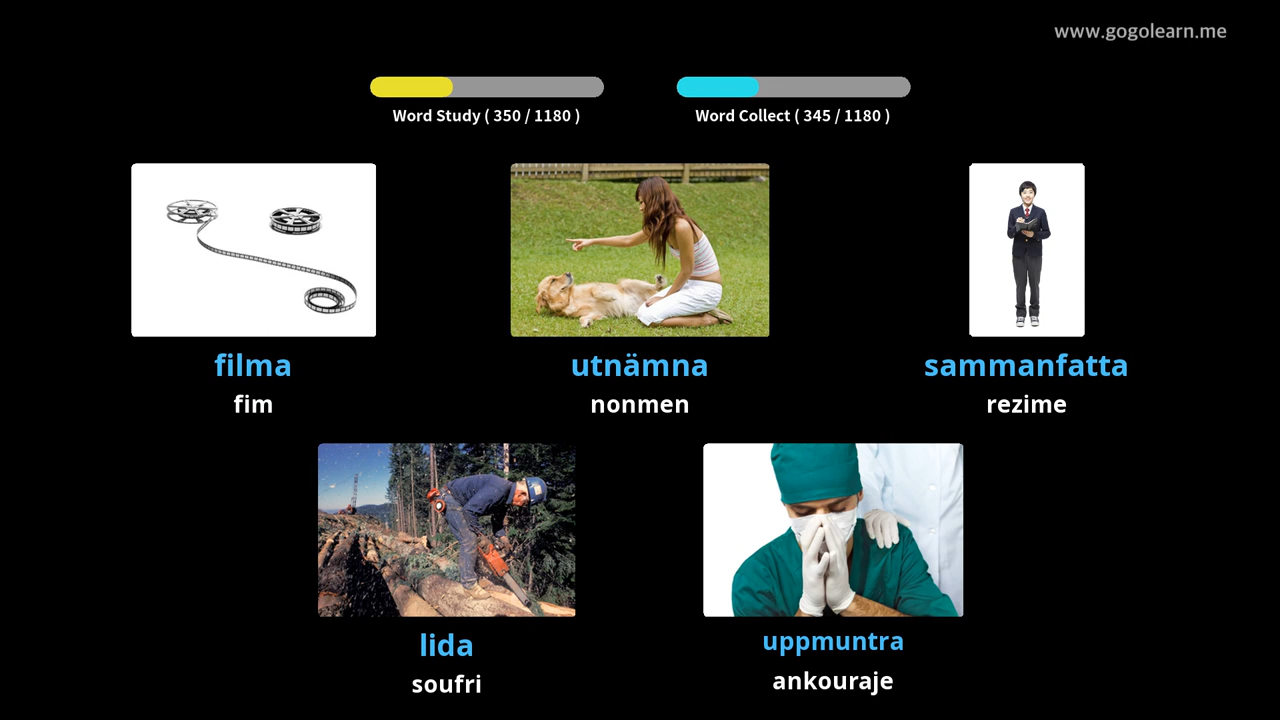 www.gogolearn.me
Word Study ( 350 / 1180 )
Word Collect ( 345 / 1180 )
filma
fim
utnämna
nonmen
sammanfatta
rezime
lida
soufri
uppmuntra
ankouraje